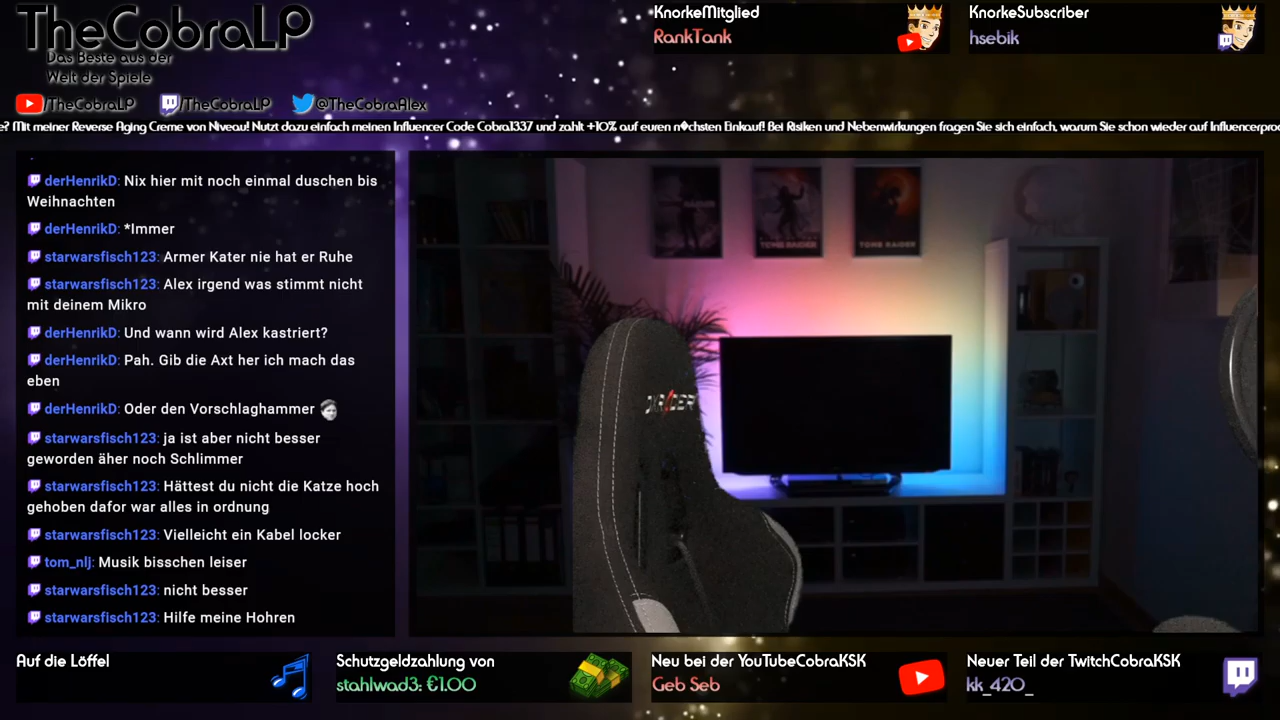 TheCobraLP
Das Beste aus der
Welt der Spiele
/TheCobraLP /TheCobraLP @TheCobraAlex
KnorkeMitglied
RankTank
KnorkeSubscriber
hsebik
e? Mit meiner Reverse Aging Creme von Niveau! Nutzt dazu einfach meinen Influencer Code Cobra1337 und zahlt +10% auf euren n�chsten Einkauf! Bei Risiken und Nebenwirkungen fragen Sie sich einfach, warum Sie schon wieder auf Influencerproc
derHenrikD: Nix hier mit noch einmal duschen bis
Weihnachten
derHenrikD: *Immer
starwarsfisch123: Armer Kater nie hat er Ruhe
starwarsfisch123: Alex irgend was stimmt nicht
mit deinem Mikro
derHenrikD: Und wann wird Alex kastriert?
derHenrikD: Pah. Gib die Axt her ich mach das
eben
derHenrikD: Oder den Vorschlaghammer
starwarsfisch123: ja ist aber nicht besser
geworden äher noch Schlimmer
starwarsfisch123: Hättest du nicht die Katze hoch
gehoben dafor war alles in ordnung
starwarsfisch123: Vielleicht ein Kabel locker
tom_nlj: Musik bisschen leiser
starwarsfisch123: nicht besser
starwarsfisch123: Hilfe meine Hohren
TOMB RAIDER
TOMB RAIDER
Auf die Löffel
Schutzgeldzahlung von
stahlwad3: €1.00
Neu bei der YouTubeCobraKSK
Geb Seb
Neuer Teil der TwitchCobraKSK
kk_420_